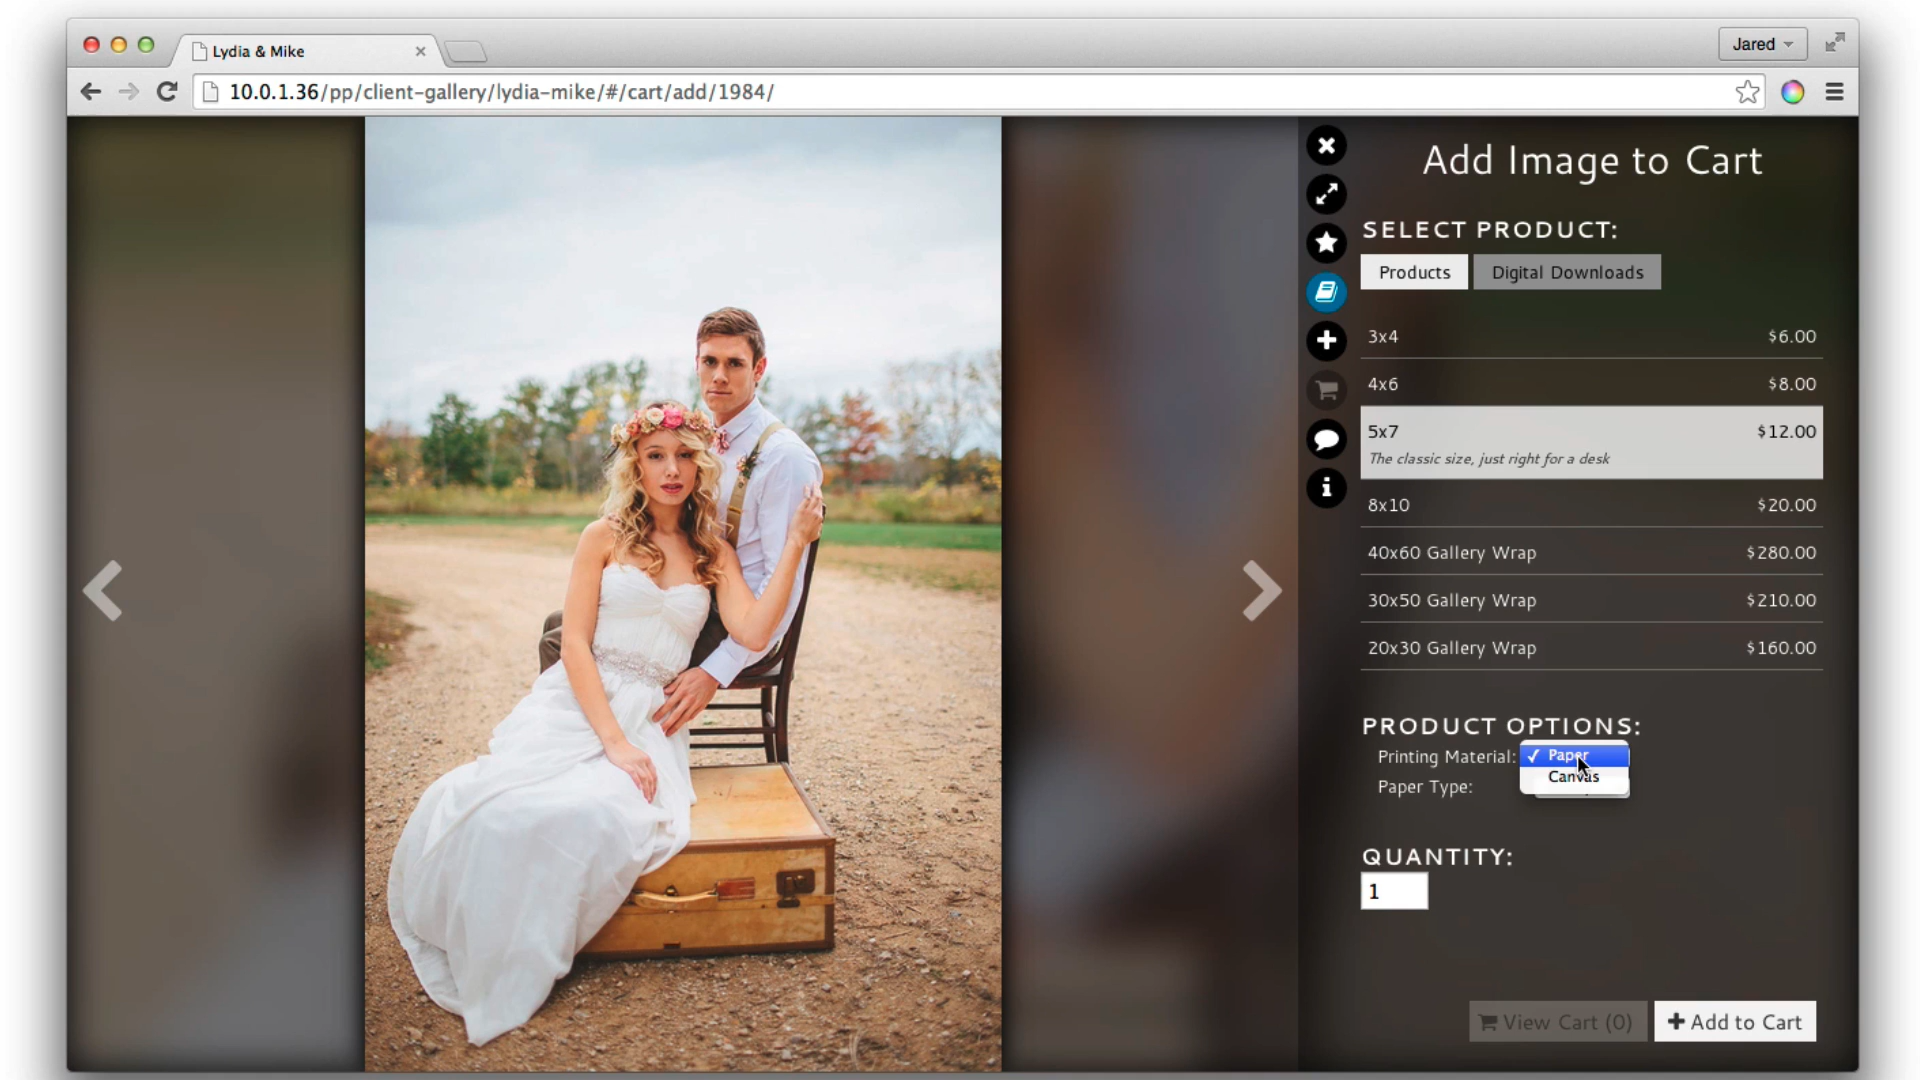 Lydia & Mike
Jared
10.0.1.36/pp/client-gallery/lydia-mike/#/cart/add/1984/
Add Image to Cart
SELECT PRODUCT:
Products Digital Downloads
3x4 $6.00
4x6 $8.00
5x7 $12.00
The classic size, just right for a desk
8x10 $20.00
40x60 Gallery Wrap $280.00
30x50 Gallery Wrap $210.00
20x30 Gallery Wrap $160.00
PRODUCT OPTIONS:
Printing Material: ✓ Paper
Canvas
Paper Type:
QUANTITY:
1
View Cart (0) Add to Cart